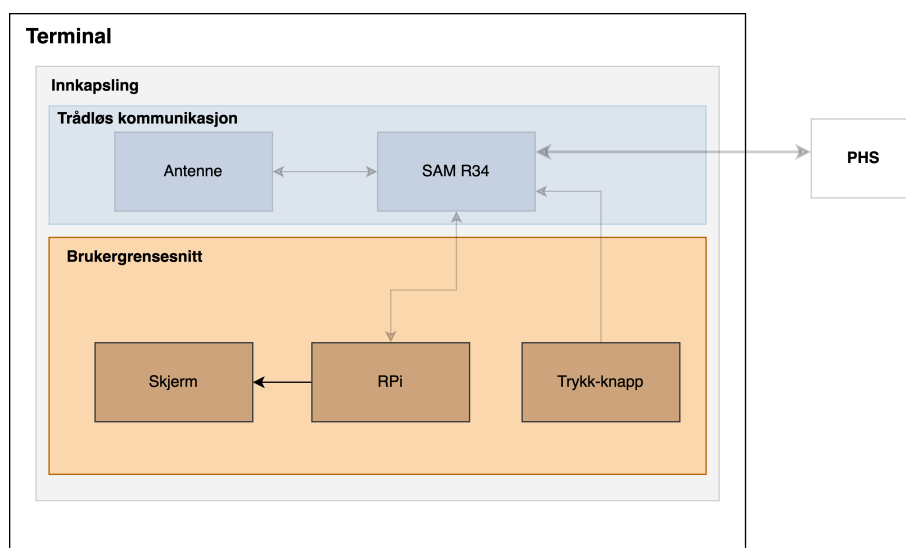 Terminal
Innkapsling
Trådløs kommunikasjon
Antenne
SAM R34
PHS
Brukergrensesnitt
Skjerm
RPi
Trykk-knapp